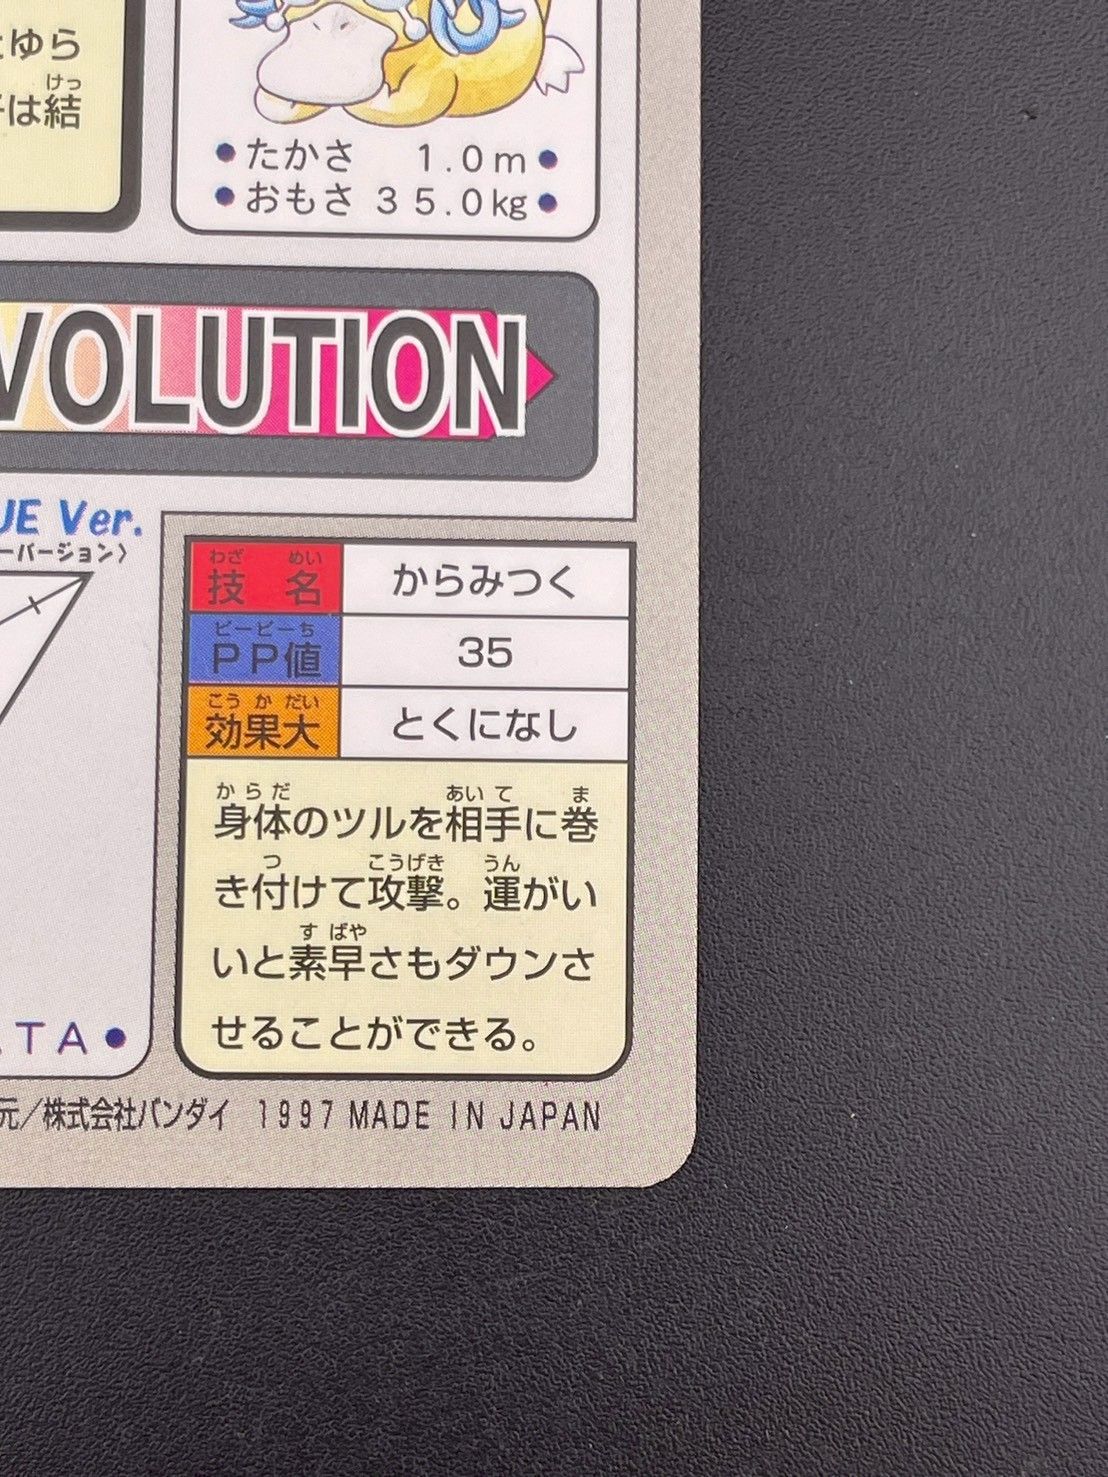 ゆら
けっ
は結
●たかさ 1.0m●
●おもさ 35.0kg●
VOLUTION
UE Ver.
ーバージョン〉
わざ めい
技 名 からみつく
ピーピーち
PP値 35
こうかだい
効果大 とくになし
からだ あいて ま
身体のツルを相手に巻
つ こうげき うん
き付けて攻撃。運がい
すばや
いと素早さもダウンさ
せることができる。
TA●
元/株式会社バンダイ 1997 MADE IN JAPAN